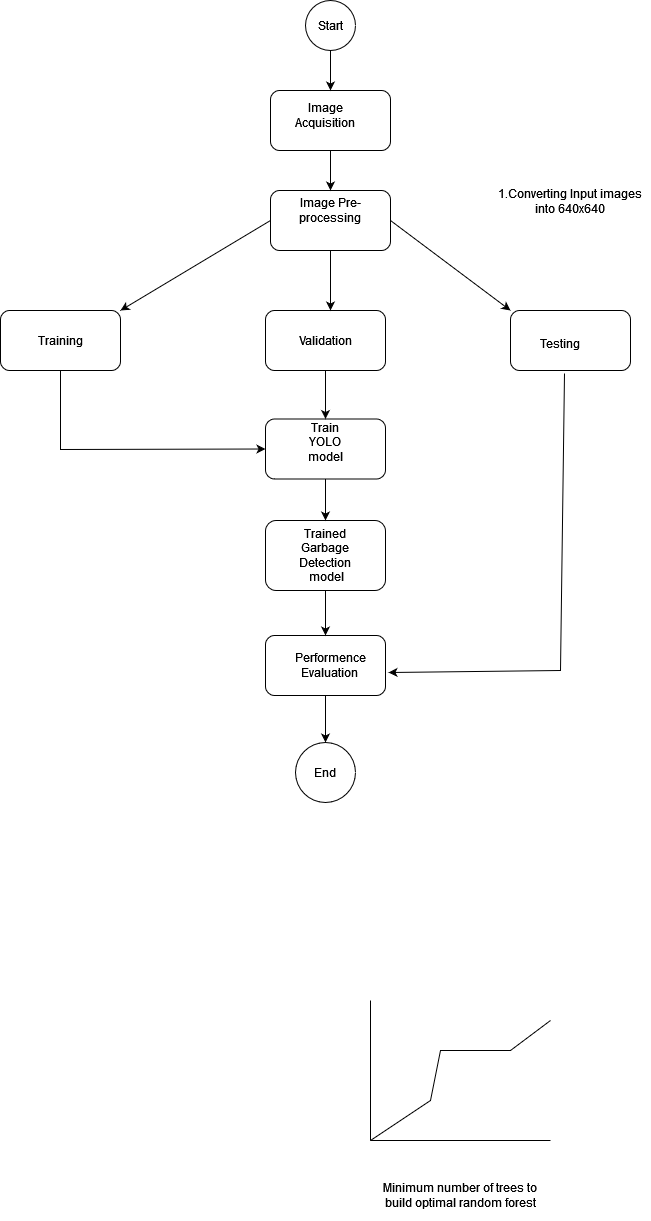 Start
Image
Acquisition
Image Pre-
processing
1.Converting Input images
into 640x640
Training
Validation
Testing
Train
YOLO
model
Trained
Garbage
Detection
model
Performence
Evaluation
End
Minimum number of trees to
build optimal random forest